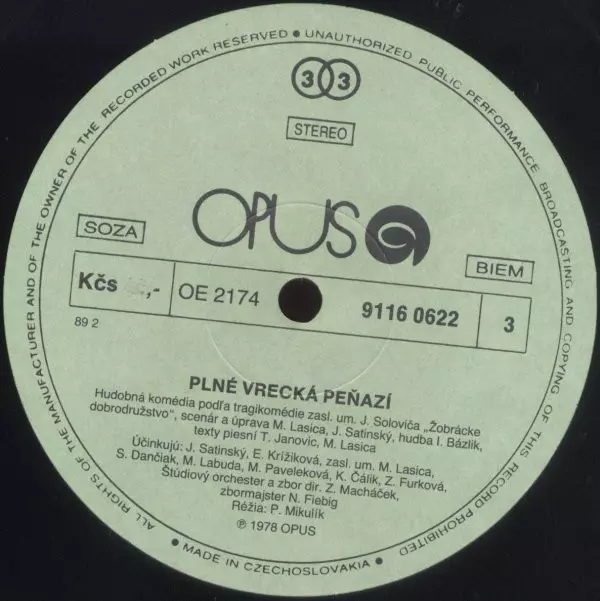 ALL RIGHTS OF THE MANUFACTURER AND OF THE OWNER OF THE RECORDED WORK RESERVED • UNAUTHORIZED PUBLIC PERFORMANCE BROADCASTING AND COPYING OF THIS RECORD PROHIBITED
33
STEREO
OPUS
SOZA
BIEM
Kčs ,-
OE 2174
9116 0622
3
89 2
PLNÉ VRECKÁ PEŇAZÍ
Hudobná komédia podľa tragikomédie zasl. um. J. Soloviča „Žobrácke
dobrodružstvo", scenár a úprava M. Lasica, J. Satinský, hudba I. Bázlik,
texty piesní T. Janovic, M. Lasica
Účinkujú: J. Satinský, E. Krížiková, zasl. um. M. Lasica,
S. Dančiak, M. Labuda, M. Paveleková, K. Čálik, Z. Furková,
Štúdiový orchester a zbor dir. Z. Macháček,
zbormajster N. Fiebig
Réžia: P. Mikulík
℗ 1978 OPUS
• MADE IN CZECHOSLOVAKIA •